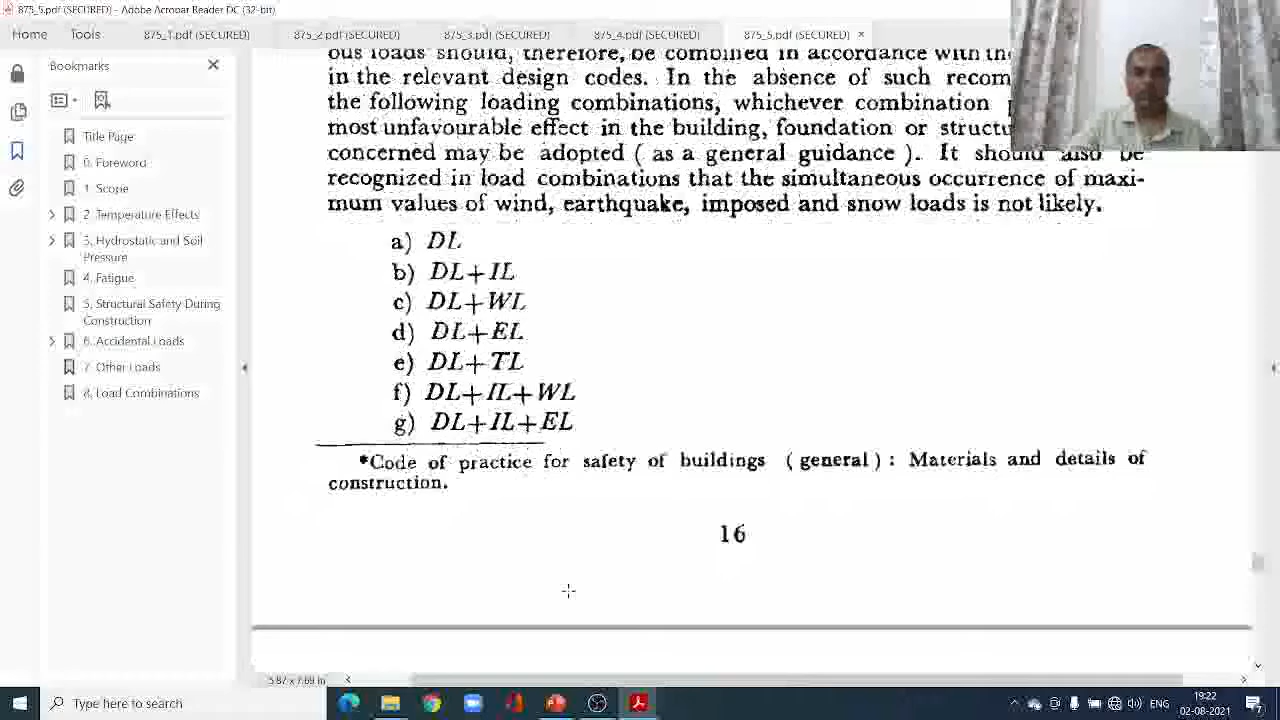 875_5.pdf (SECURED) - Adobe Acrobat Reader DC (32-bit)
Home Tools 875_1.pdf (SECURED) 875_2.pdf (SECURED) 875_3.pdf (SECURED) 875_4.pdf (SECURED) 875_5.pdf (SECURED) ×
Bookmarks
Title Page
0. Foreword
1. Scope
2. Temperature Effects
3. Hydrostatic and Soil
Pressure
4. Fatigue
5. Structural Safety During
Construction
6. Accidental Loads
7. Other Loads
8. Load Combinations
ous loads should, therefore, be combined in accordance with the
in the relevant design codes. In the absence of such recom
the following loading combinations, whichever combination p
most unfavourable effect in the building, foundation or structu
concerned may be adopted ( as a general guidance ). It should also be
recognized in load combinations that the simultaneous occurrence of maxi-
mum values of wind, earthquake, imposed and snow loads is not likely.
a) DL
b) DL+IL
c) DL+WL
d) DL+EL
e) DL+TL
f) DL+IL+WL
g) DL+IL+EL
*Code of practice for safety of buildings ( general ) : Materials and details of
construction.
16
5.87 x 7.69 in
Type here to search
ENG
19:22
02-08-2021